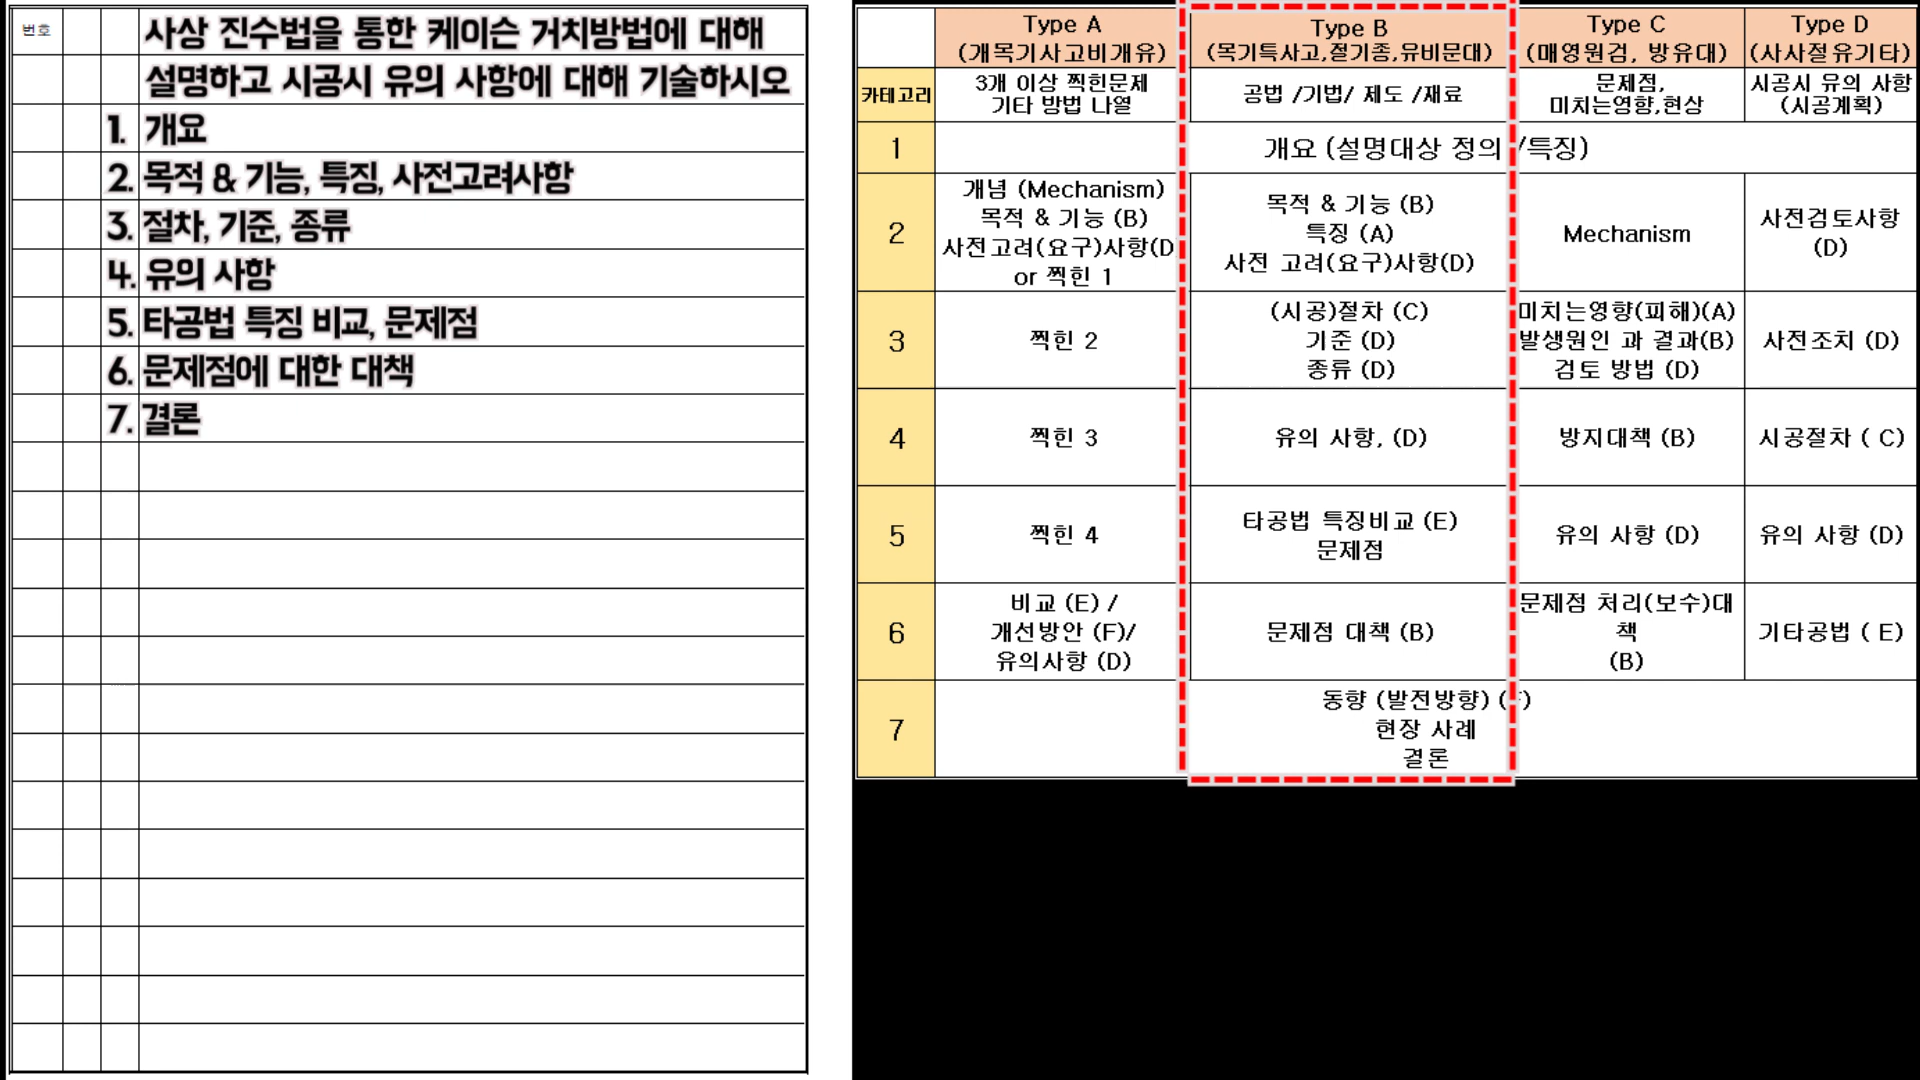 번호
사상 진수법을 통한 케이슨 거치방법에 대해
설명하고 시공시 유의 사항에 대해 기술하시오
1. 개요
2. 목적 & 기능, 특징, 사전고려사항
3. 절차, 기준, 종류
4. 유의 사항
5. 타공법 특징 비교, 문제점
6. 문제점에 대한 대책
7. 결론
Type A
(개목기사고비개유)
Type B
(목기특사고,절기종,유비문대)
Type C
(매영원검, 방유대)
Type D
(사사절유기타)
카테고리
3개 이상 찍힌문제
기타 방법 나열
공법 /기법/ 제도 /재료
문제점,
미치는영향,현상
시공시 유의 사항
(시공계획)
1
개요 (설명대상 정의 /특징)
2
개념 (Mechanism)
목적 & 기능 (B)
사전고려(요구)사항(D
or 찍힌 1
목적 & 기능 (B)
특징 (A)
사전 고려(요구)사항(D)
Mechanism
사전검토사항
(D)
3
찍힌 2
(시공)절차 (C)
기준 (D)
종류 (D)
미치는영향(피해)(A)
발생원인 과 결과(B)
검토 방법 (D)
사전조치 (D)
4
찍힌 3
유의 사항, (D)
방지대책 (B)
시공절차 ( C)
5
찍힌 4
타공법 특징비교 (E)
문제점
유의 사항 (D)
유의 사항 (D)
6
비교 (E) /
개선방안 (F)/
유의사항 (D)
문제점 대책 (B)
문제점 처리(보수)대
책
(B)
기타공법 ( E)
7
동향 (발전방향) (F)
현장 사례
결론